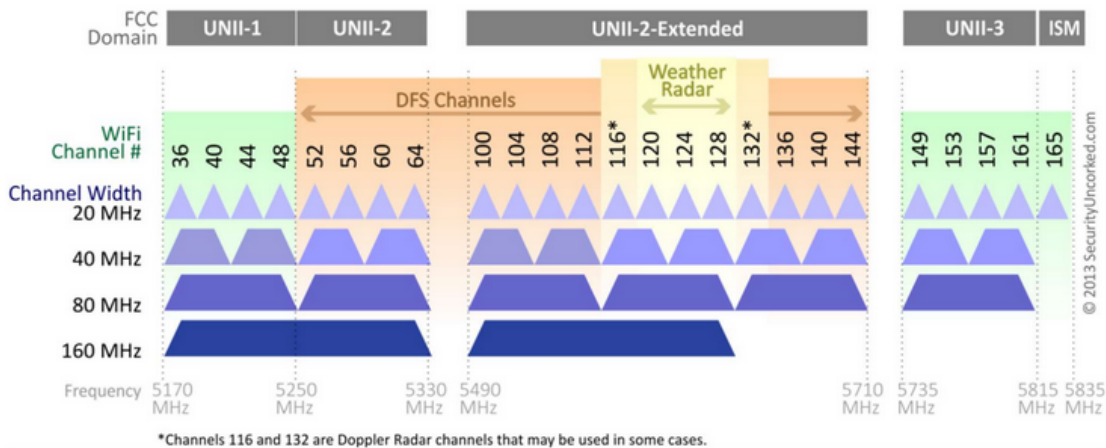 FCC
Domain
UNII-1
UNII-2
UNII-2-Extended
UNII-3
ISM
Weather
Radar
DFS Channels
WiFi
Channel #
36 40 44 48 52 56 60 64 100 104 108 112 116* 120 124 128 132* 136 140 144 149 153 157 161 165
Channel Width
20 MHz
40 MHz
80 MHz
160 MHz
Frequency
5170
MHz
5250
MHz
5330
MHz
5490
MHz
5710
MHz
5735
MHz
5815
MHz
5835
MHz
© 2013 SecurityUncorked.com
*Channels 116 and 132 are Doppler Radar channels that may be used in some cases.